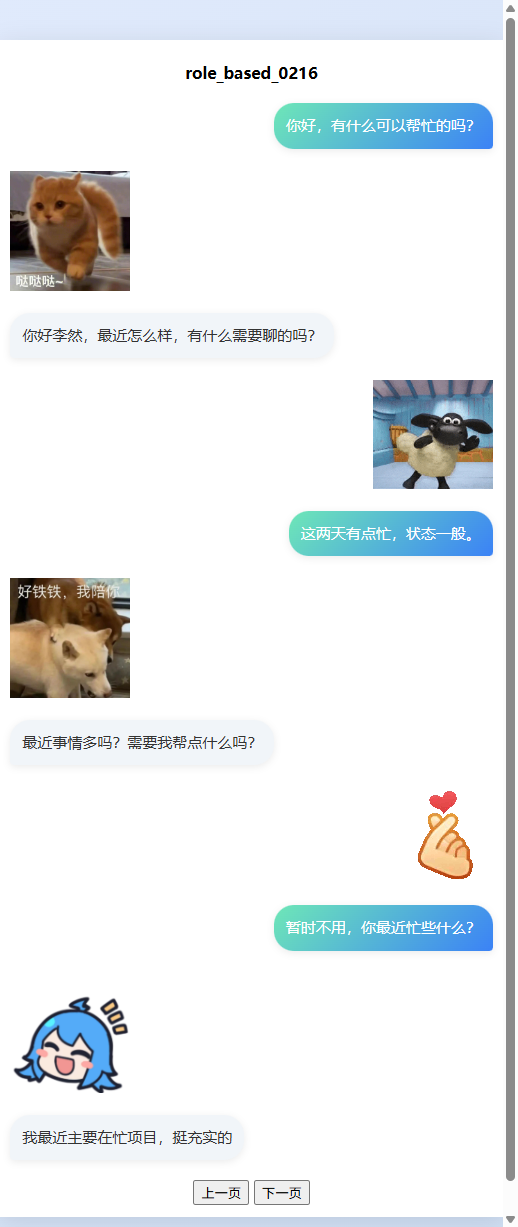 role_based_0216
你好，有什么可以帮忙的吗？
哒哒哒~
你好李然，最近怎么样，有什么需要聊的吗？
这两天有点忙，状态一般。
好铁铁，我陪你
最近事情多吗？需要我帮点什么吗？
暂时不用，你最近忙些什么？
我最近主要在忙项目，挺充实的
上一页 下一页